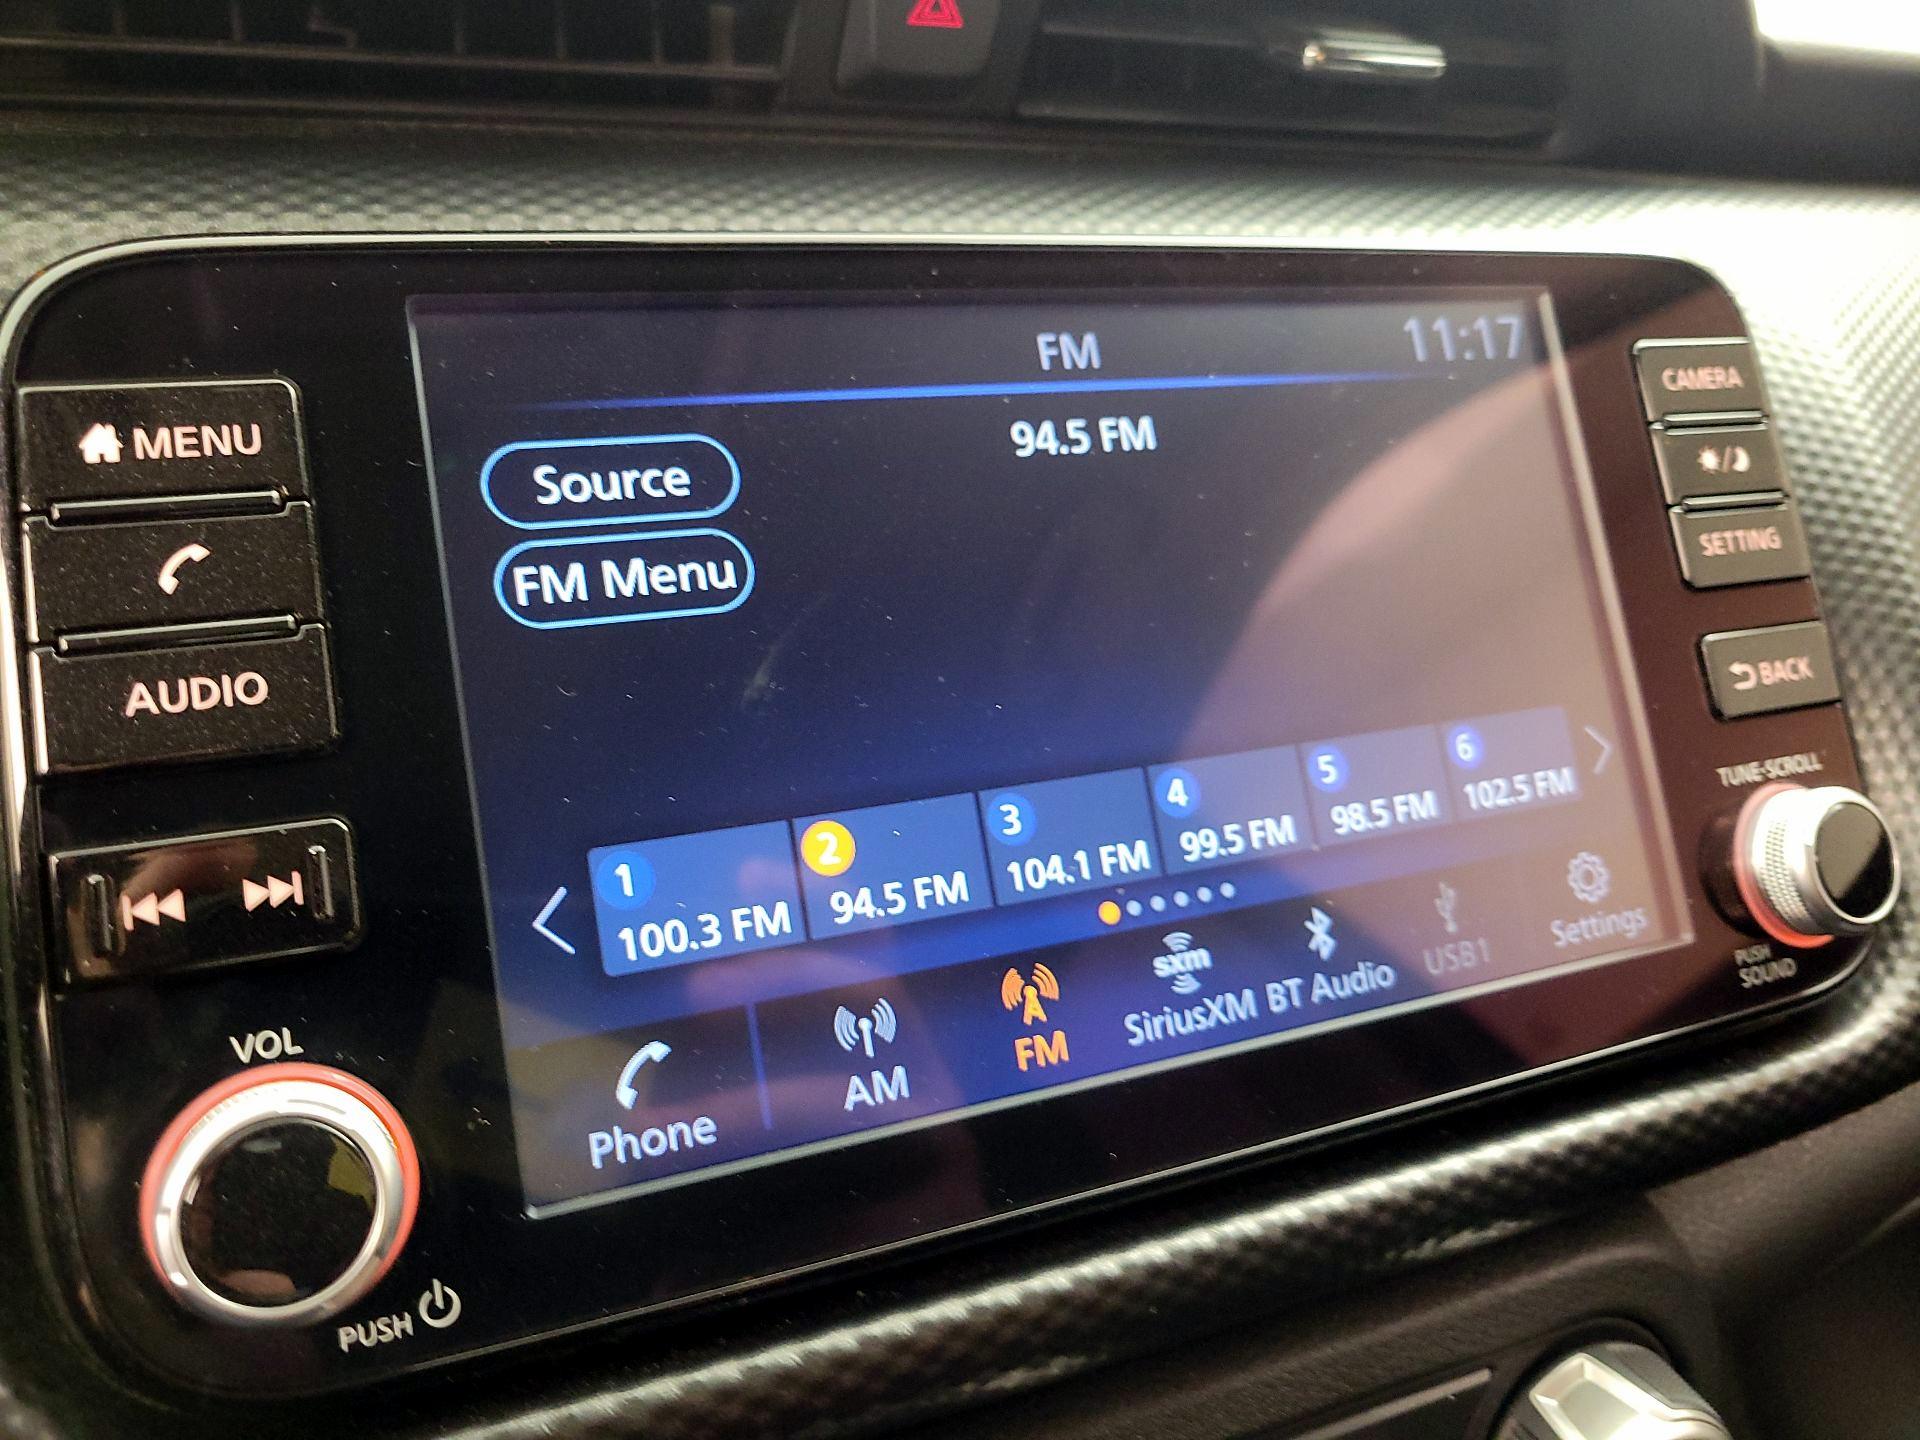 FM
11:17
94.5 FM
Source
FM Menu
1
100.3 FM
2
94.5 FM
3
104.1 FM
4
99.5 FM
5
98.5 FM
6
102.5 FM
Phone
AM
FM
sxm
SiriusXM
BT Audio
USB1
Settings
MENU
AUDIO
VOL
PUSH
CAMERA
SETTING
BACK
TUNE·SCROLL
PUSH
SOUND